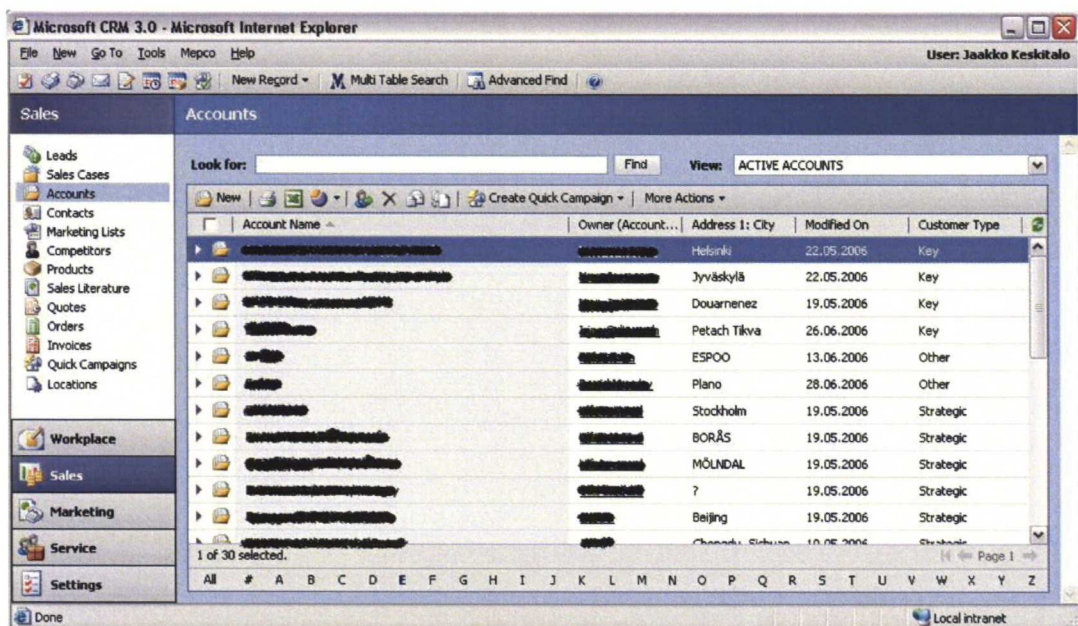 Microsoft CRM 3.0 - Microsoft Internet Explorer
File New Go To Tools Mepco Help User: Jaakko Keskitalo
New Record Multi Table Search Advanced Find
Sales Accounts
Leads
Sales Cases
Accounts
Contacts
Marketing Lists
Competitors
Products
Sales Literature
Quotes
Orders
Invoices
Quick Campaigns
Locations
Workplace
Sales
Marketing
Service
Settings
Look for: Find View: ACTIVE ACCOUNTS
New Create Quick Campaign More Actions
Account Name Owner (Account... Address 1: City Modified On Customer Type
Helsinki 22.05.2006 Key
Jyväskylä 22.05.2006 Key
Douarnenez 19.05.2006 Key
Petach Tikva 26.06.2006 Key
ESPOO 13.06.2006 Other
Plano 28.06.2006 Other
Stockholm 19.05.2006 Strategic
BORÅS 19.05.2006 Strategic
MÖLNDAL 19.05.2006 Strategic
? 19.05.2006 Strategic
Beijing 19.05.2006 Strategic
1 of 30 selected. Page 1
All # A B C D E F G H I J K L M N O P Q R S T U V W X Y Z
Done Local intranet